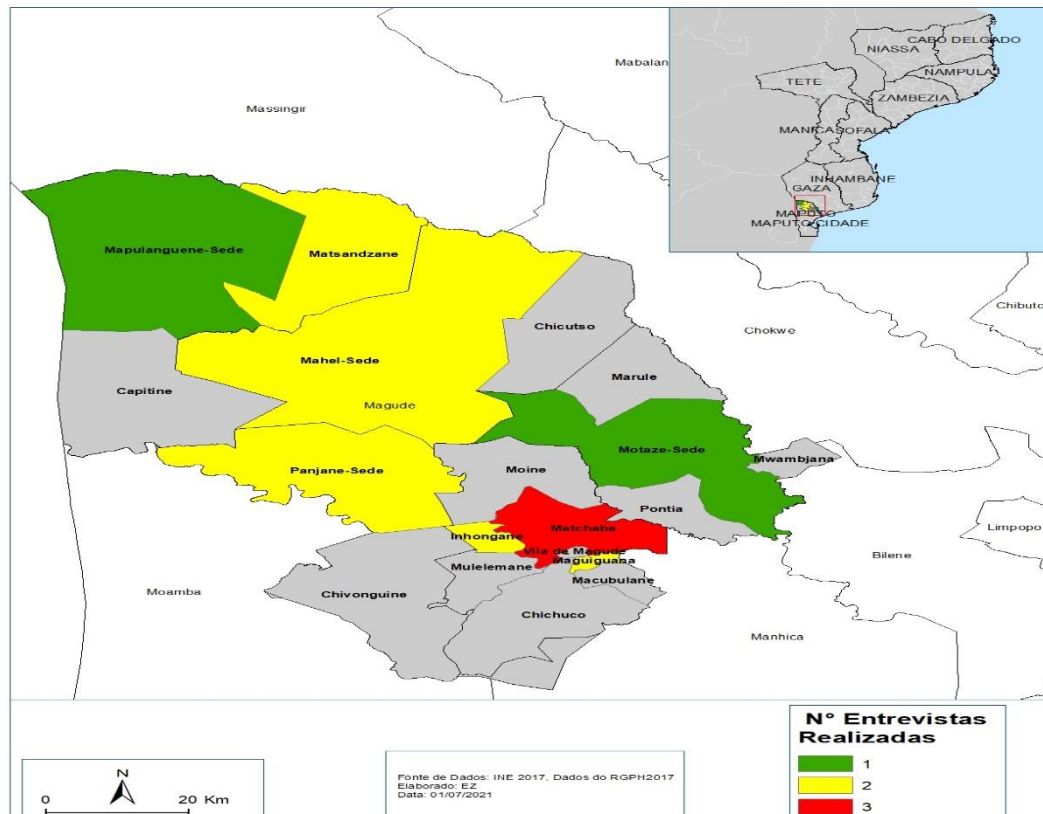 Mabalan
Massingir
NIASSA
CABO DELGADO
NAMPULA
TETE
ZAMBEZIA
MANICA
SOFALA
INHAMBANE
GAZA
MAPUTO
MAPUTO CIDADE
Mapulanguene-Sede
Matsandzane
Chicutso
Chokwe
Chibuto
Mahel-Sede
Marule
Capitine
Magude
Motaze-Sede
Mwambjana
Panjane-Sede
Moine
Pontia
Matchabe
Limpopo
Inhongane
Vila de Magude
Maguiguana
Bilene
Mulelemane
Macubulane
Moamba
Chivonguine
Chichuco
Manhica
Nº Entrevistas
Realizadas
1
2
3
N
0 20 Km
Fonte de Dados: INE 2017, Dados do RGPH2017
Elaborado: EZ
Data: 01/07/2021